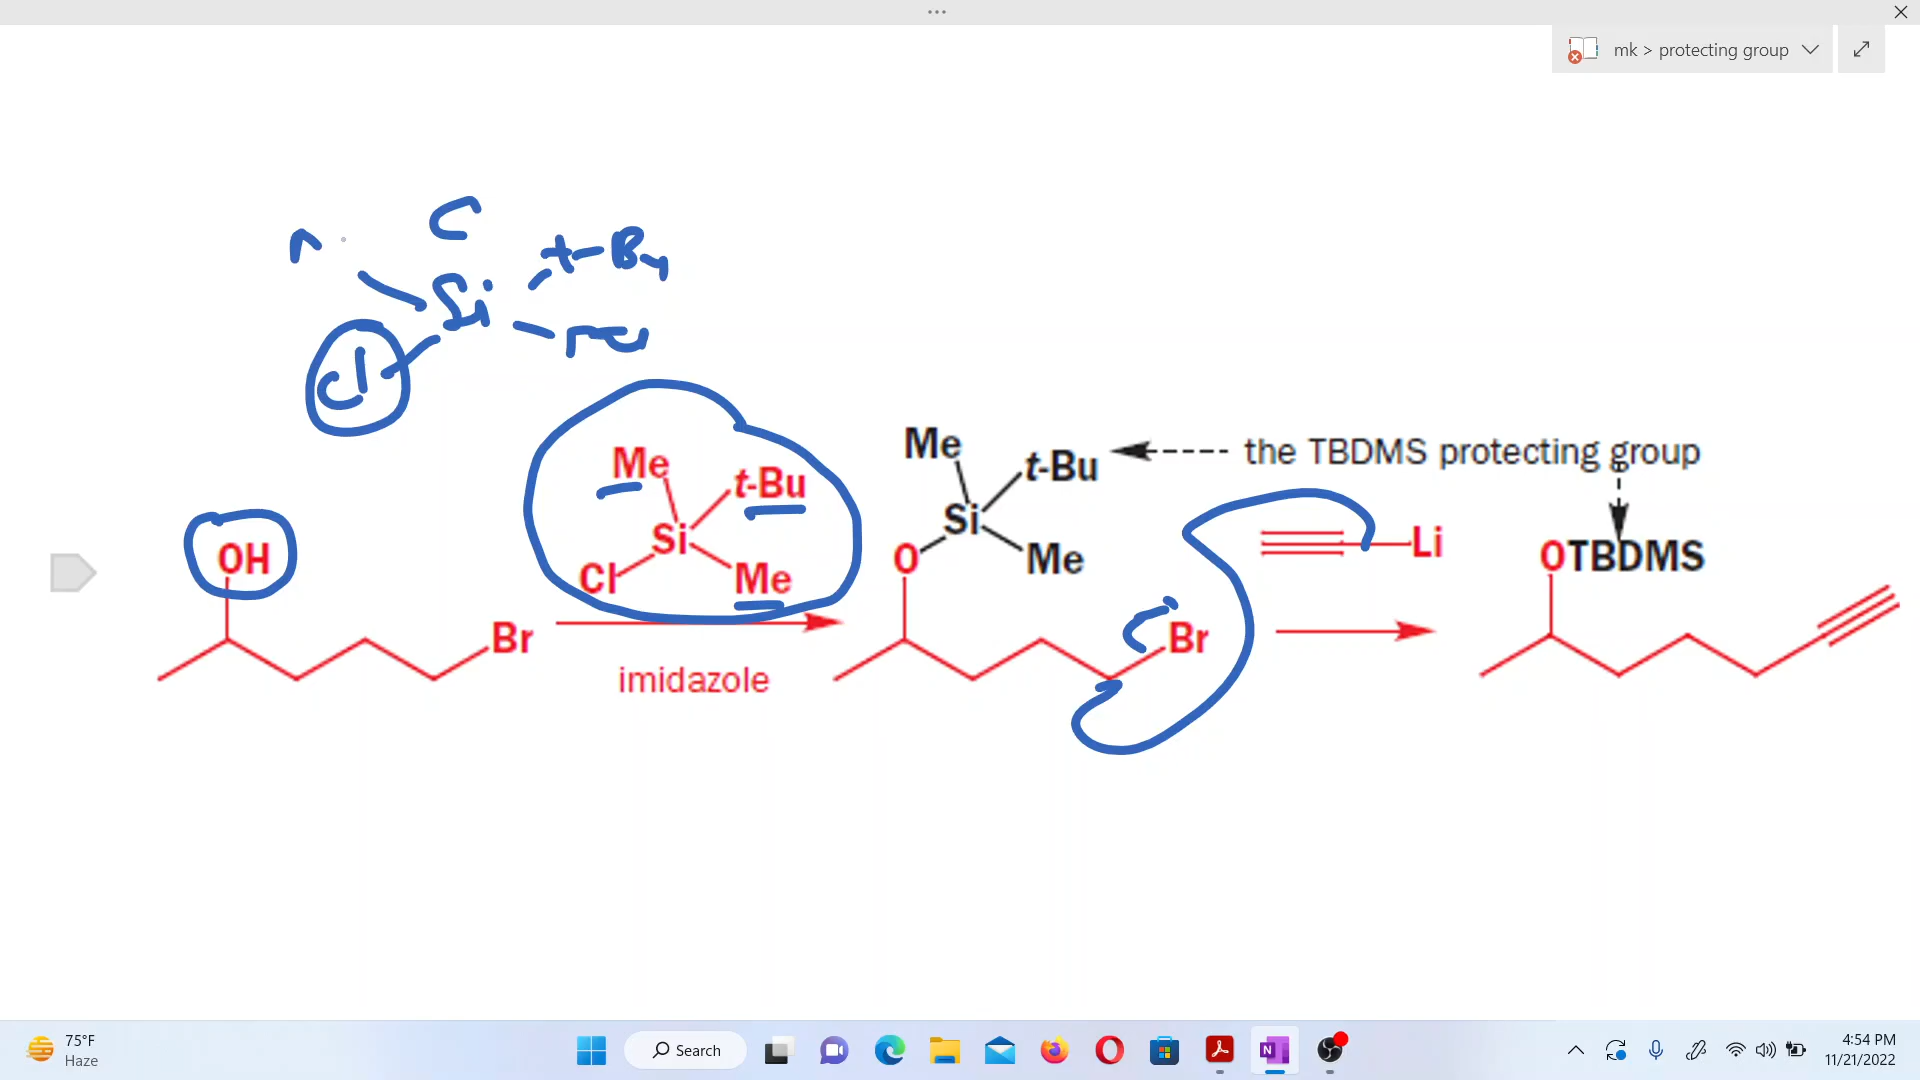 mk > protecting group
C
t-Bu
Si
Me
Cl
Me
t-Bu
Si
Cl
Me
OH
Br
imidazole
Me
t-Bu
the TBDMS protecting group
Si
O
Me
Br
Li
OTBDMS
75°F
Haze
Search
4:54 PM
11/21/2022